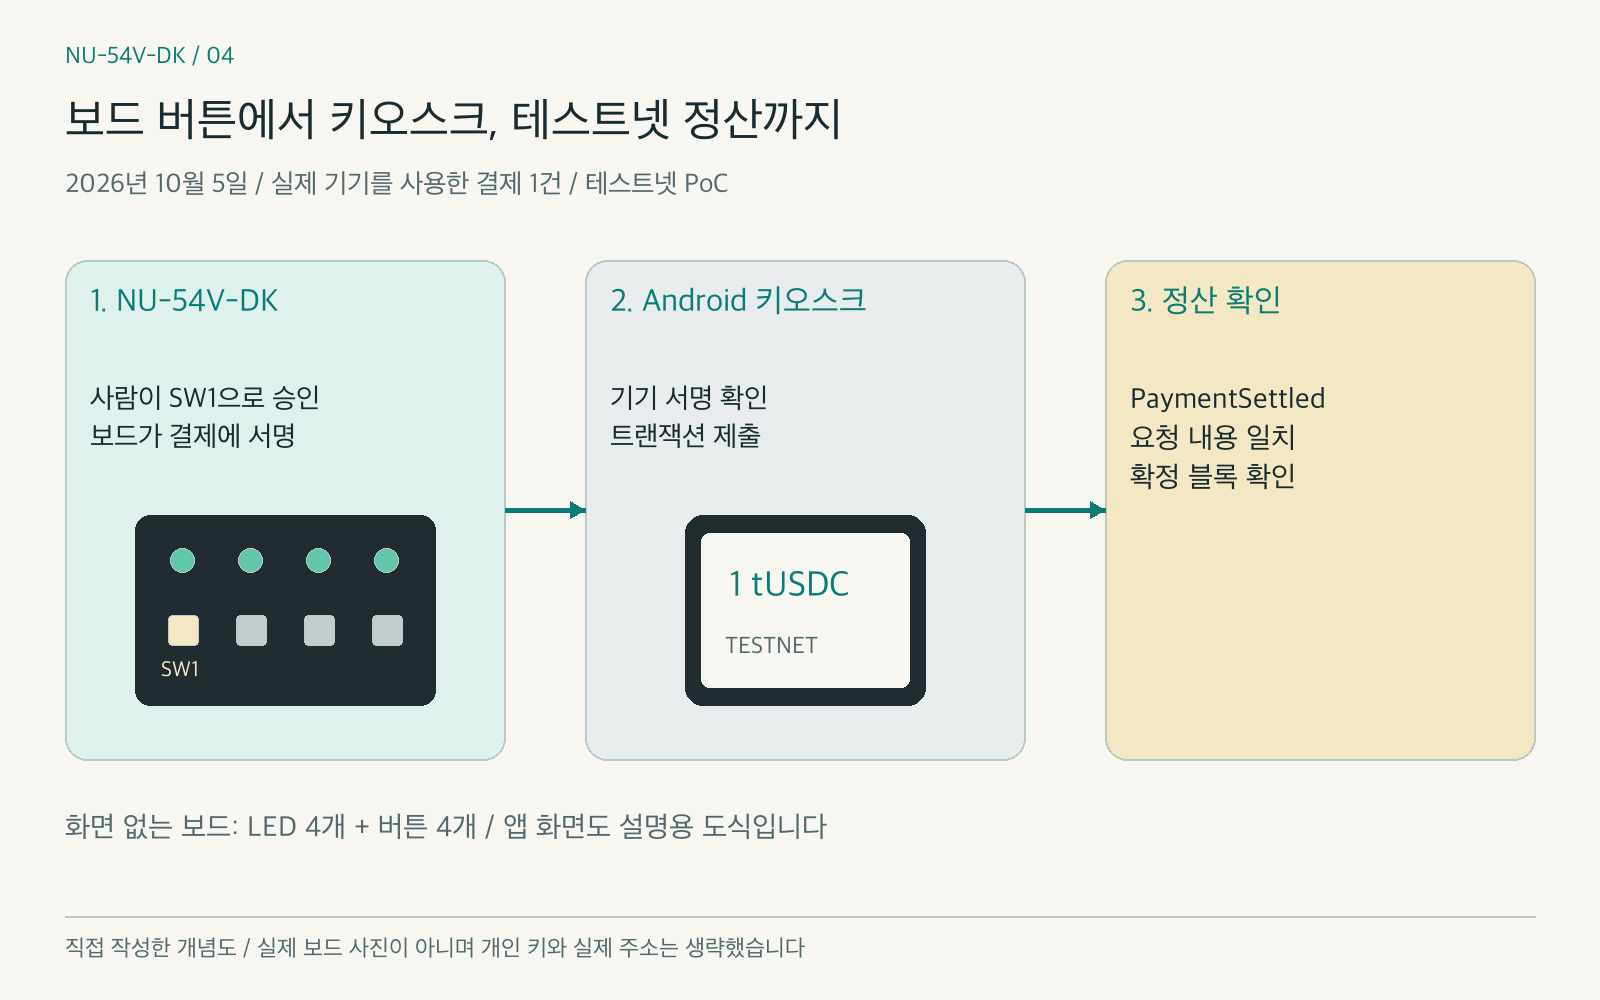 NU-54V-DK / 04
보드 버튼에서 키오스크, 테스트넷 정산까지
2026년 10월 5일 / 실제 기기를 사용한 결제 1건 / 테스트넷 PoC
1. NU-54V-DK
사람이 SW1으로 승인
보드가 결제에 서명
SW1
2. Android 키오스크
기기 서명 확인
트랜잭션 제출
1 tUSDC
TESTNET
3. 정산 확인
PaymentSettled
요청 내용 일치
확정 블록 확인
화면 없는 보드: LED 4개 + 버튼 4개 / 앱 화면도 설명용 도식입니다
직접 작성한 개념도 / 실제 보드 사진이 아니며 개인 키와 실제 주소는 생략했습니다